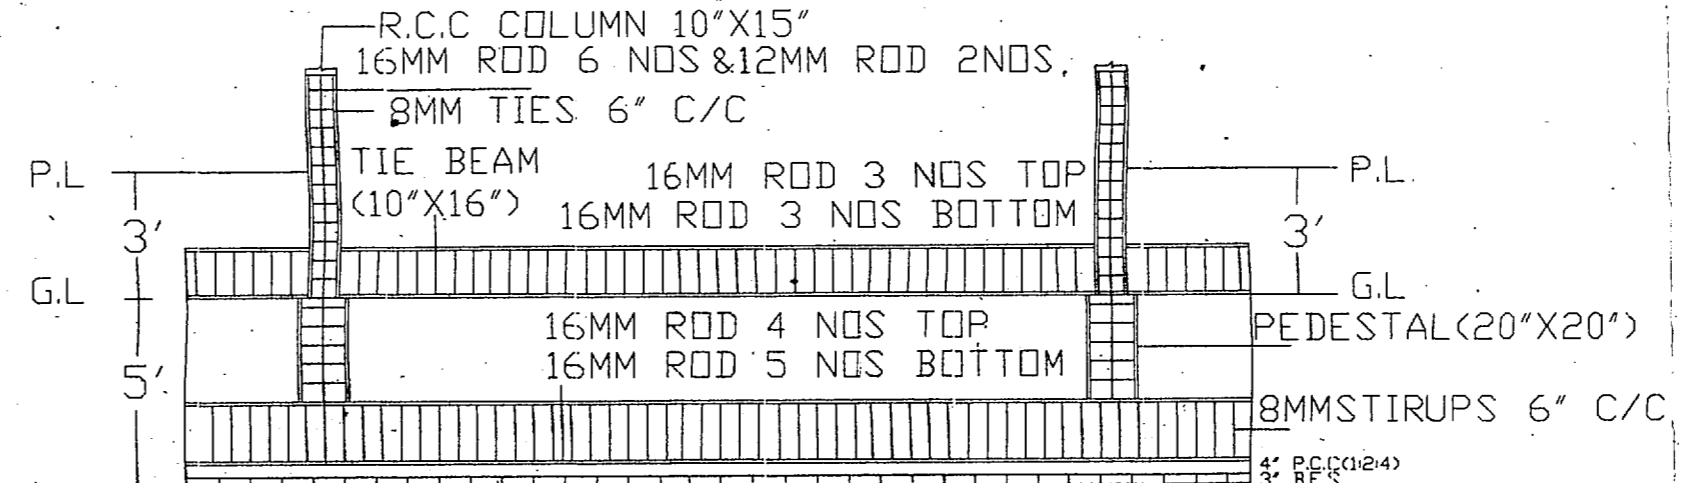 R.C.C COLUMN 10"X15"
16MM ROD 6 NOS &12MM ROD 2NOS.
8MM TIES 6" C/C
TIE BEAM
(10"X16")
16MM ROD 3 NOS TOP
16MM ROD 3 NOS BOTTOM
P.L
P.L.
3'
3'
G.L
G.L
16MM ROD 4 NOS TOP
16MM ROD 5 NOS BOTTOM
PEDESTAL(20"X20")
5'
8MMSTIRUPS 6" C/C
4" P.C.C(1:2:4)
3" B.F.S